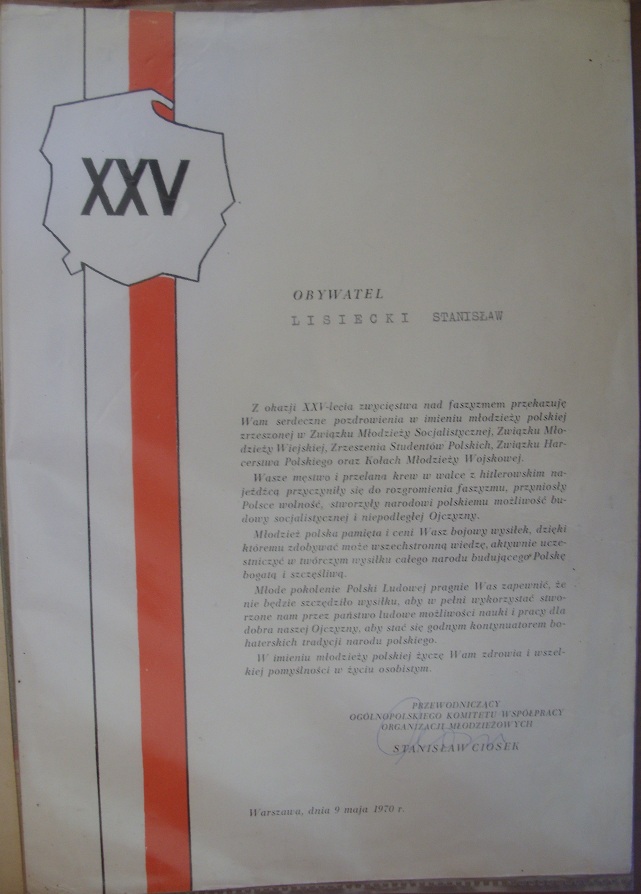 XXV
OBYWATEL
LISIECKI STANISŁAW
Z okazji XXV-lecia zwycięstwa nad faszyzmem przekazuję
Wam serdeczne pozdrowienia w imieniu młodzieży polskiej
zrzeszonej w Związku Młodzieży Socjalistycznej, Związku Mło-
dzieży Wiejskiej, Zrzeszenia Studentów Polskich, Związku Har-
cerstwa Polskiego oraz Kołach Młodzieży Wojskowej.
Wasze męstwo i przelana krew w walce z hitlerowskim na-
jeźdźcą przyczyniły się do rozgromienia faszyzmu, przyniosły
Polsce wolność, stworzyły narodowi polskiemu możliwość bu-
dowy socjalistycznej i niepodległej Ojczyzny.
Młodzież polska pamięta i ceni Wasz bojowy wysiłek, dzięki
któremu zdobywać może wszechstronną wiedzę, aktywnie ucze-
stniczyć w twórczym wysiłku całego narodu budującego Polskę
bogatą i szczęśliwą.
Młode pokolenie Polski Ludowej pragnie Was zapewnić, że
nie będzie szczędziło wysiłku, aby w pełni wykorzystać stwo-
rzone nam przez państwo ludowe możliwości nauki i pracy dla
dobra naszej Ojczyzny, aby stać się godnym kontynuatorem bo-
haterskich tradycji narodu polskiego.
W imieniu młodzieży polskiej życzę Wam zdrowia i wszel-
kiej pomyślności w życiu osobistym.
PRZEWODNICZĄCY
OGÓLNOPOLSKIEGO KOMITETU WSPÓŁPRACY
ORGANIZACJI MŁODZIEŻOWYCH
STANISŁAW CIOSEK
Warszawa, dnia 9 maja 1970 r.